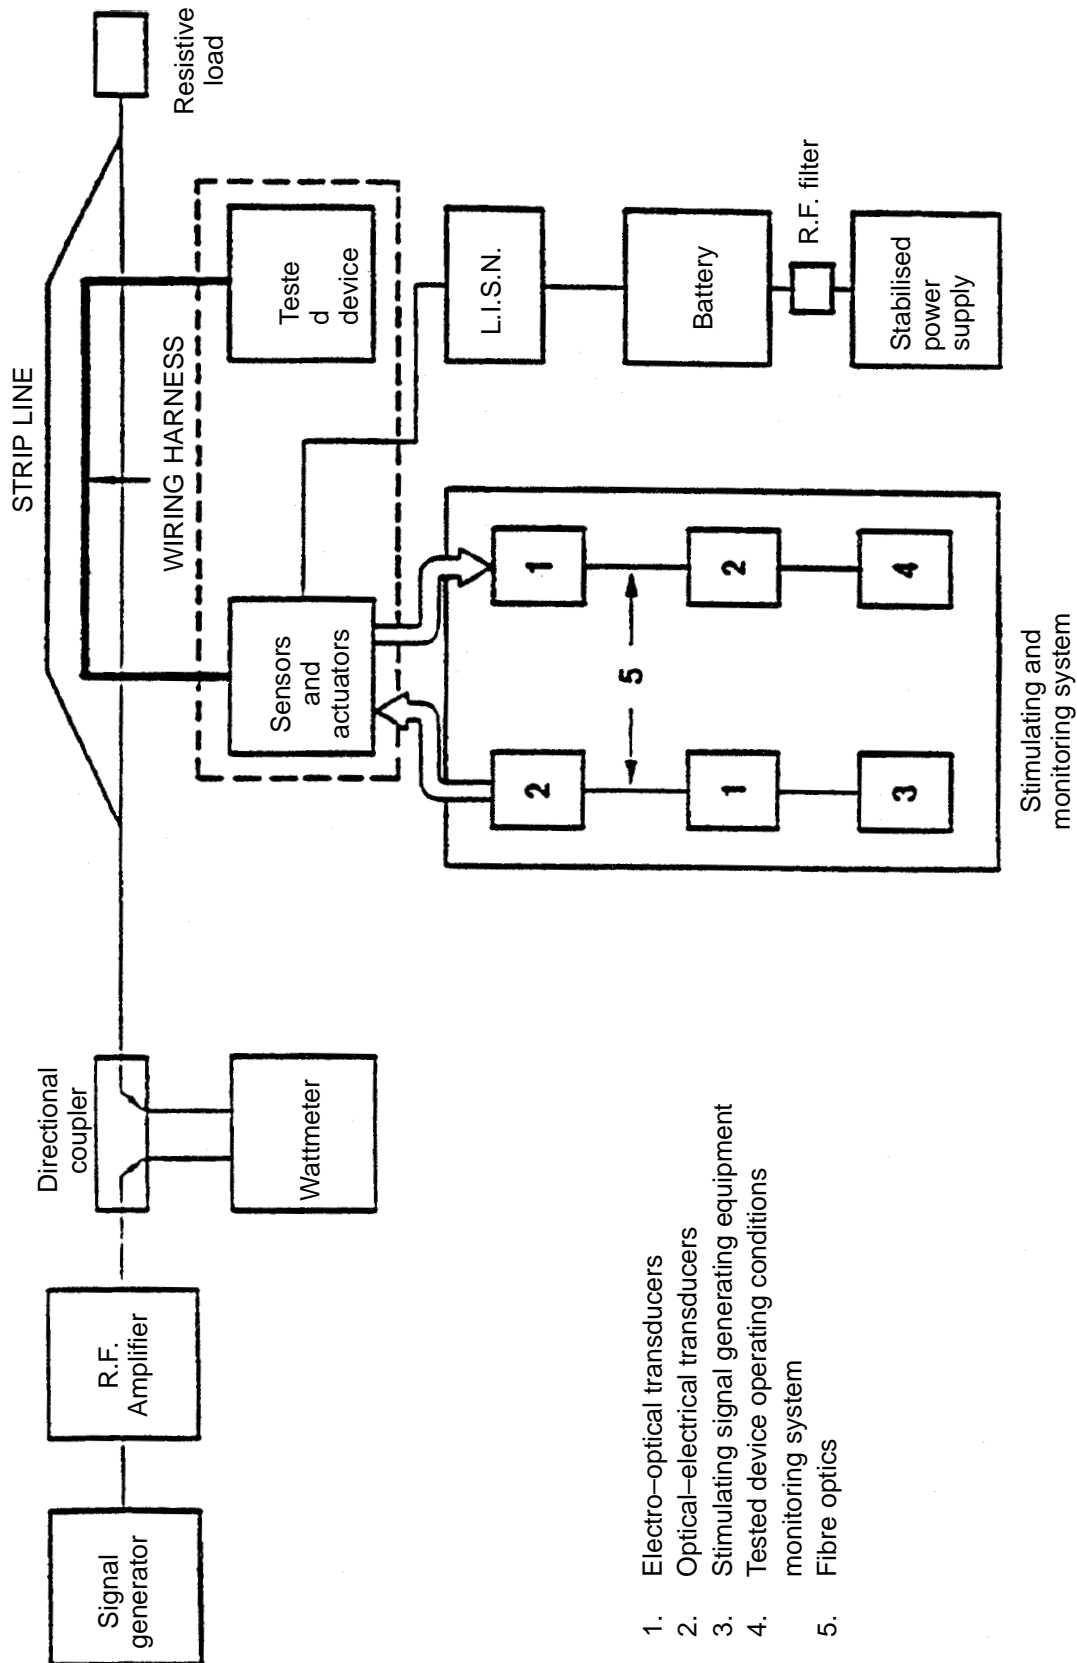 STRIP LINE
Resistive
load
Directional
coupler
Signal
generator
R.F.
Amplifier
Wattmeter
WIRING HARNESS
Sensors
and
actuators
Teste
d
device
L.I.S.N.
Battery
R.F. filter
Stabilised
power
supply
2
1
5
1
2
3
4
Stimulating and
monitoring system
1. Electro–optical transducers
2. Optical–electrical transducers
3. Stimulating signal generating equipment
4. Tested device operating conditions
monitoring system
5. Fibre optics